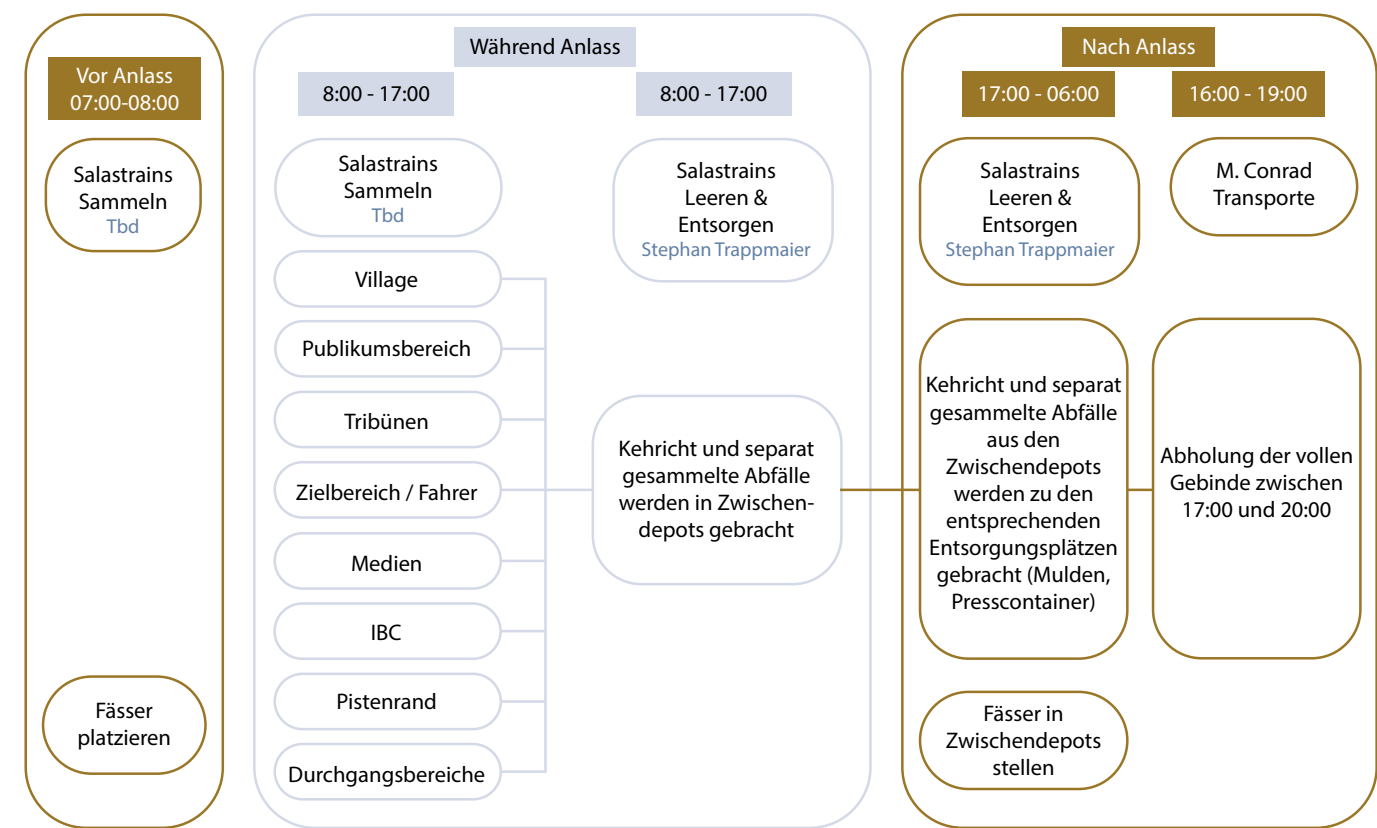 Vor Anlass
07:00-08:00
Salastrains
Sammeln
Tbd
Fässer
platzieren
Während Anlass
8:00 - 17:00
Salastrains
Sammeln
Tbd
Village
Publikumsbereich
Tribünen
Zielbereich / Fahrer
Medien
IBC
Pistenrand
Durchgangsbereiche
8:00 - 17:00
Salastrains
Leeren &
Entsorgen
Stephan Trappmaier
Kehricht und separat
gesammelte Abfälle
werden in Zwischen-
depots gebracht
Nach Anlass
17:00 - 06:00
Salastrains
Leeren &
Entsorgen
Stephan Trappmaier
Kehricht und separat
gesammelte Abfälle
aus den
Zwischendepots
werden zu den
entsprechenden
Entsorgungsplätzen
gebracht (Mulden,
Presscontainer)
Fässer in
Zwischendepots
stellen
16:00 - 19:00
M. Conrad
Transporte
Abholung der vollen
Gebinde zwischen
17:00 und 20:00